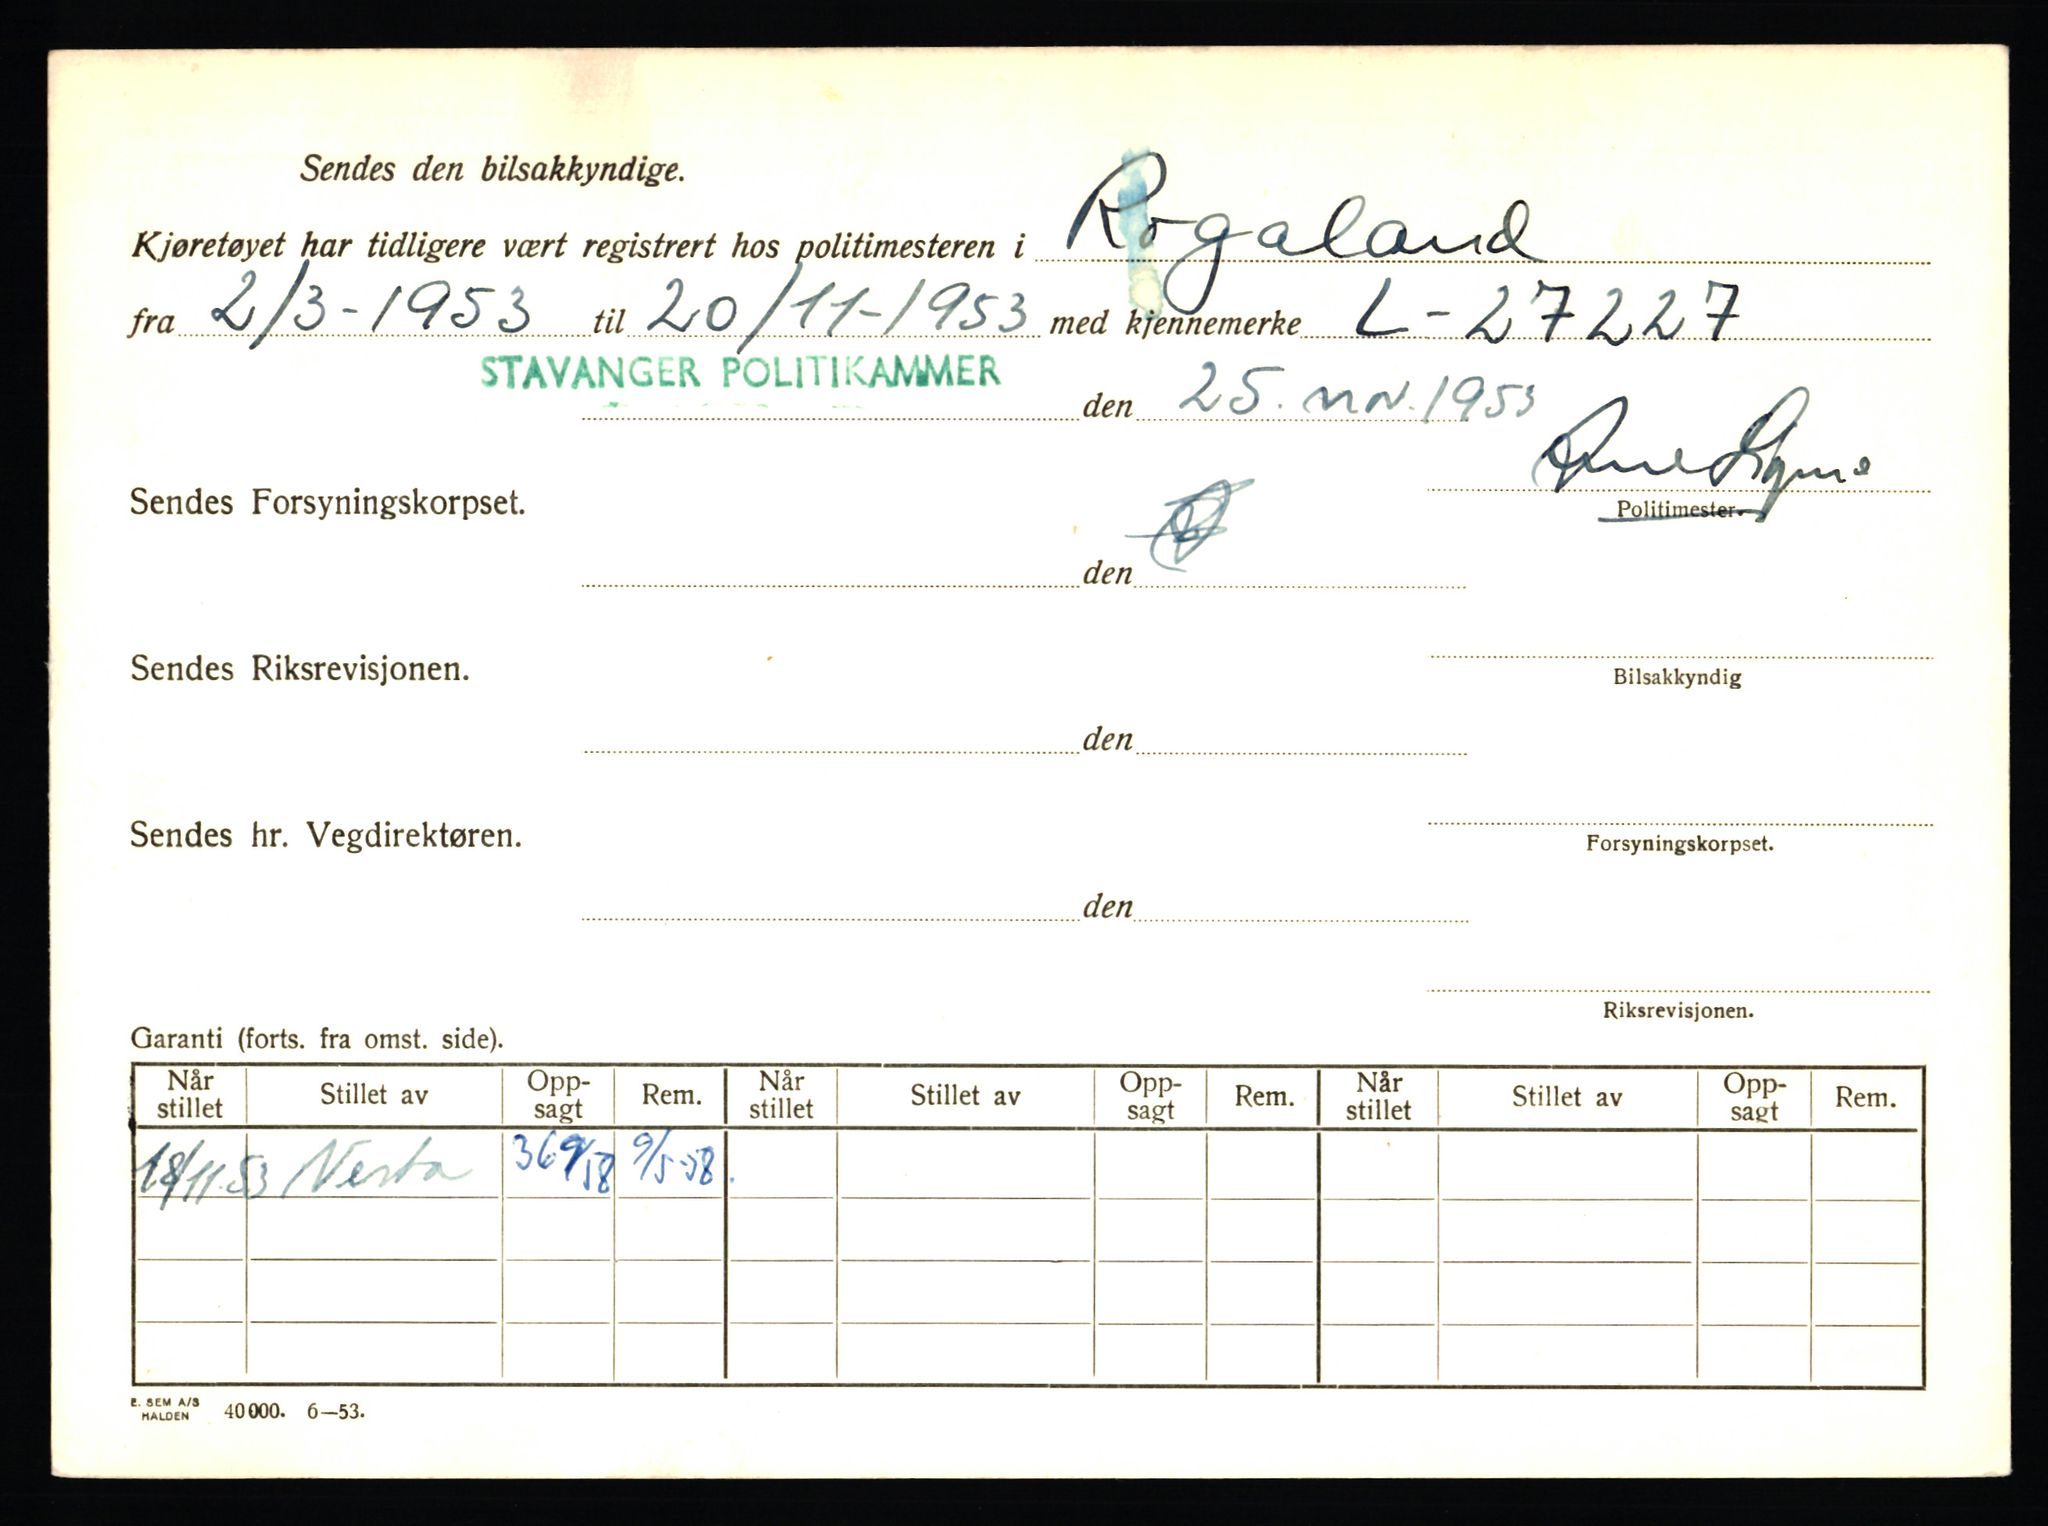 Sendes den bilsakkyndige.
Kjøretøyet har tidligere vært registrert hos politimesteren i Rogaland
fra 2/3-1953 til 20/11-1953 med kjennemerke L-27227
STAVANGER POLITIKAMMER
den 25. nov. 1953
Sendes Forsyningskorpset.
Politimester.
den
Sendes Riksrevisjonen.
Bilsakkyndig
den
Sendes hr. Vegdirektøren.
Forsyningskorpset.
den
Riksrevisjonen.
Garanti (forts. fra omst. side).
Når stillet Stillet av Opp-sagt Rem. Når stillet Stillet av Opp-sagt Rem. Når stillet Stillet av Opp-sagt Rem.
18/11-53 Vesta 369/58 9/5-58.
E. SEM A/S HALDEN 40000. 6—53.